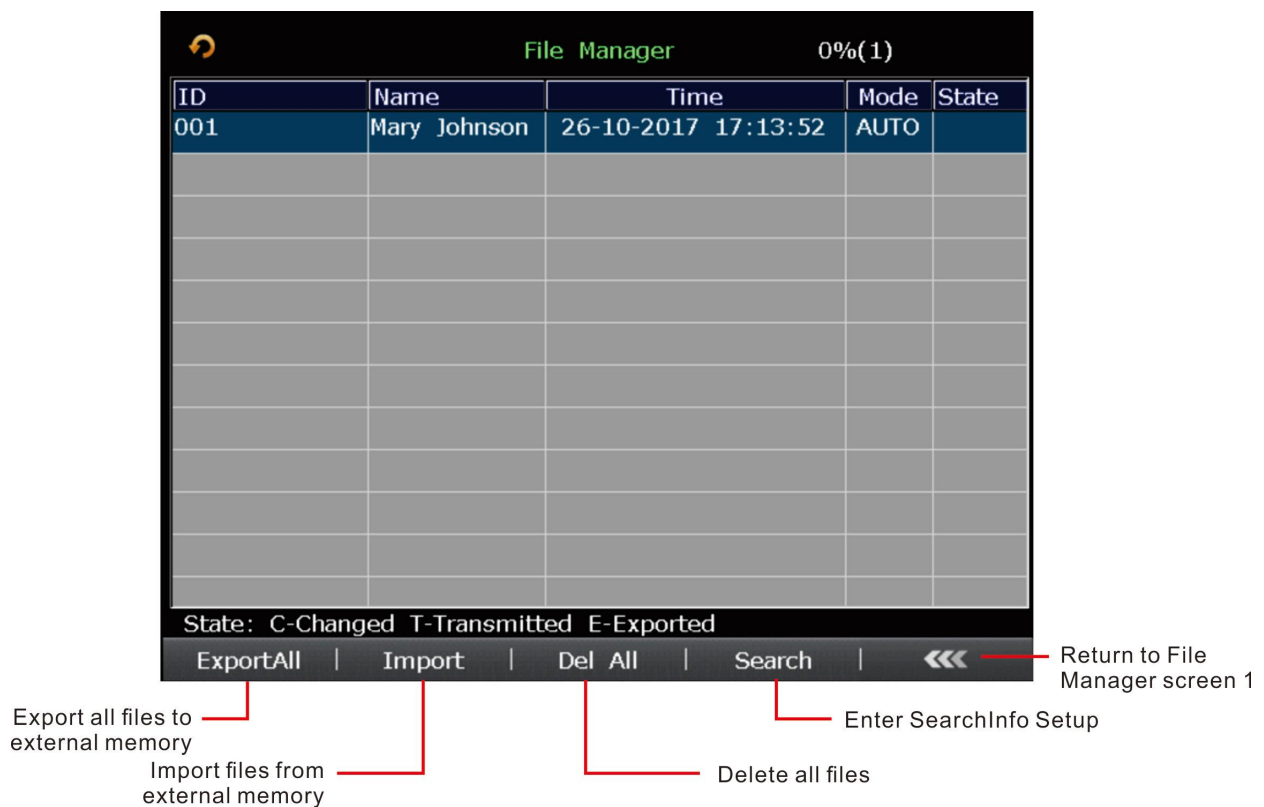 File Manager 0%(1)
ID Name Time Mode State
001 Mary Johnson 26-10-2017 17:13:52 AUTO
State: C-Changed T-Transmitted E-Exported
ExportAll | Import | Del All | Search |
Return to File
Manager screen 1
Export all files to
external memory
Enter SearchInfo Setup
Import files from
external memory
Delete all files